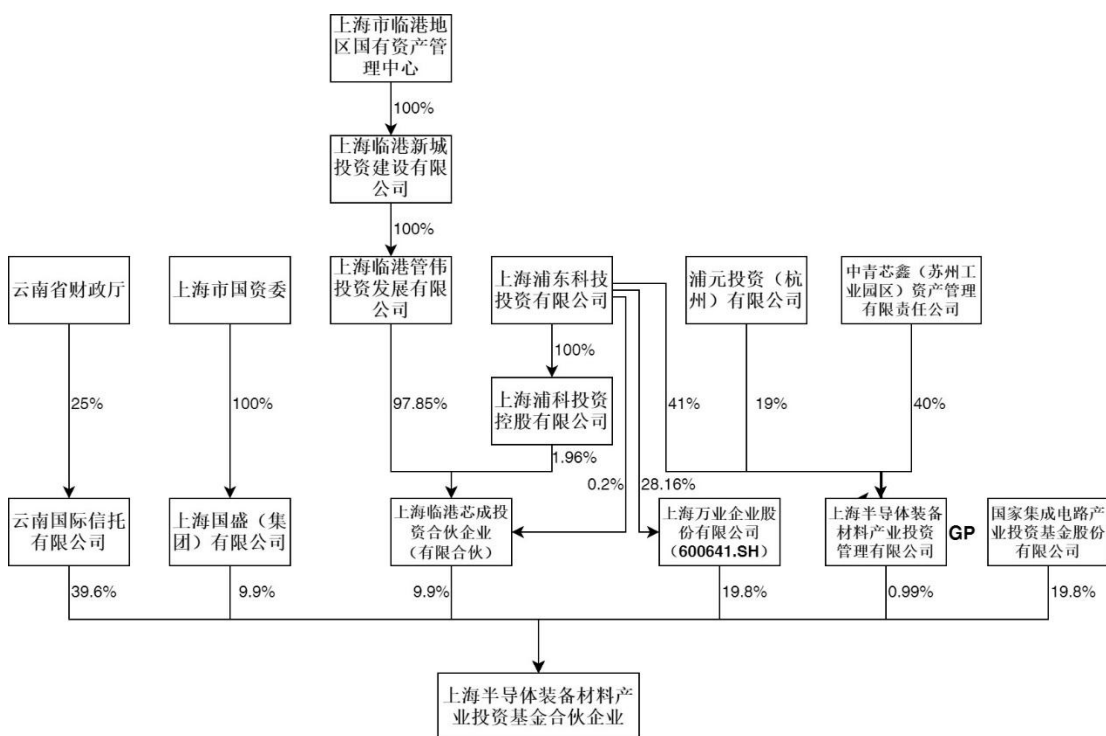 上海市临港地
区国有资产管
理中心
100%
上海临港新城
投资建设有限
公司
100%
云南省财政厅
上海市国资委
上海临港管伟
投资发展有限
公司
上海浦东科技
投资有限公司
浦元投资（杭
州）有限公司
中青芯鑫（苏州工
业园区）资产管理
有限责任公司
100%
25%
100%
97.85%
上海浦科投资
控股有限公司
41%
19%
40%
1.96%
0.2%
28.16%
云南国际信托
有限公司
上海国盛（集
团）有限公司
上海临港芯成投
资合伙企业
（有限合伙）
上海万业企业股
份有限公司
（600641.SH）
上海半导体装备
材料产业投资
管理有限公司
GP
国家集成电路产
业投资基金股份
有限公司
39.6%
9.9%
9.9%
19.8%
0.99%
19.8%
上海半导体装备材料产
业投资基金合伙企业